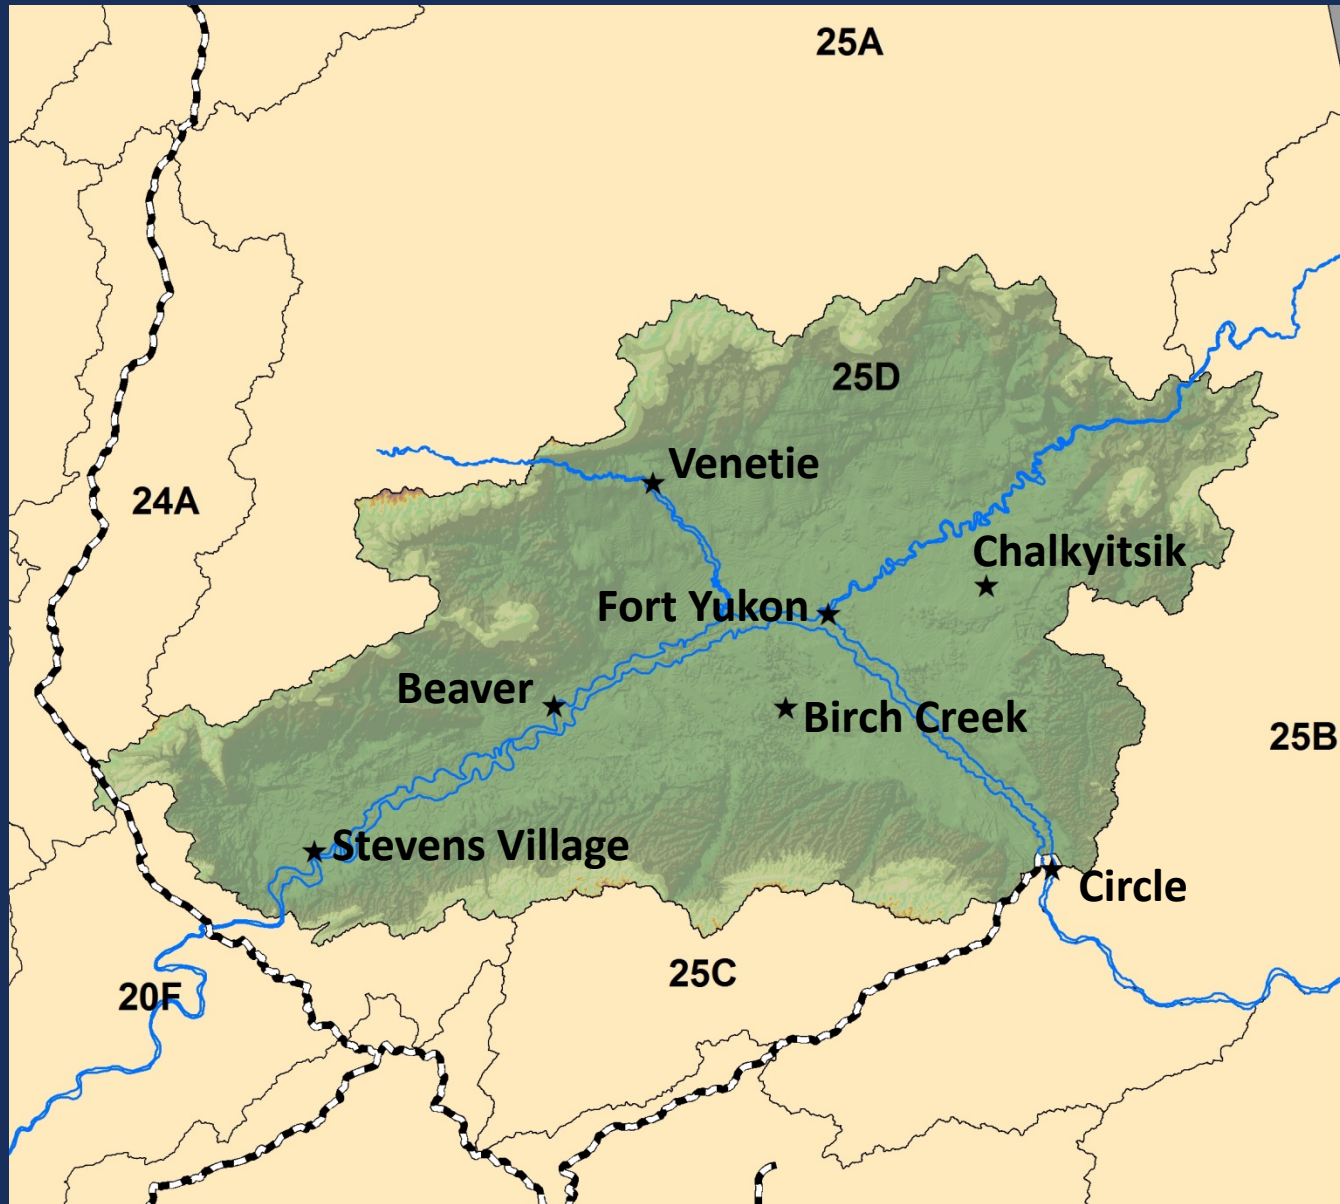 25A
25D
Venetie
24A
Chalkyitsik
Fort Yukon
Beaver
Birch Creek
25B
Stevens Village
Circle
25C
20F